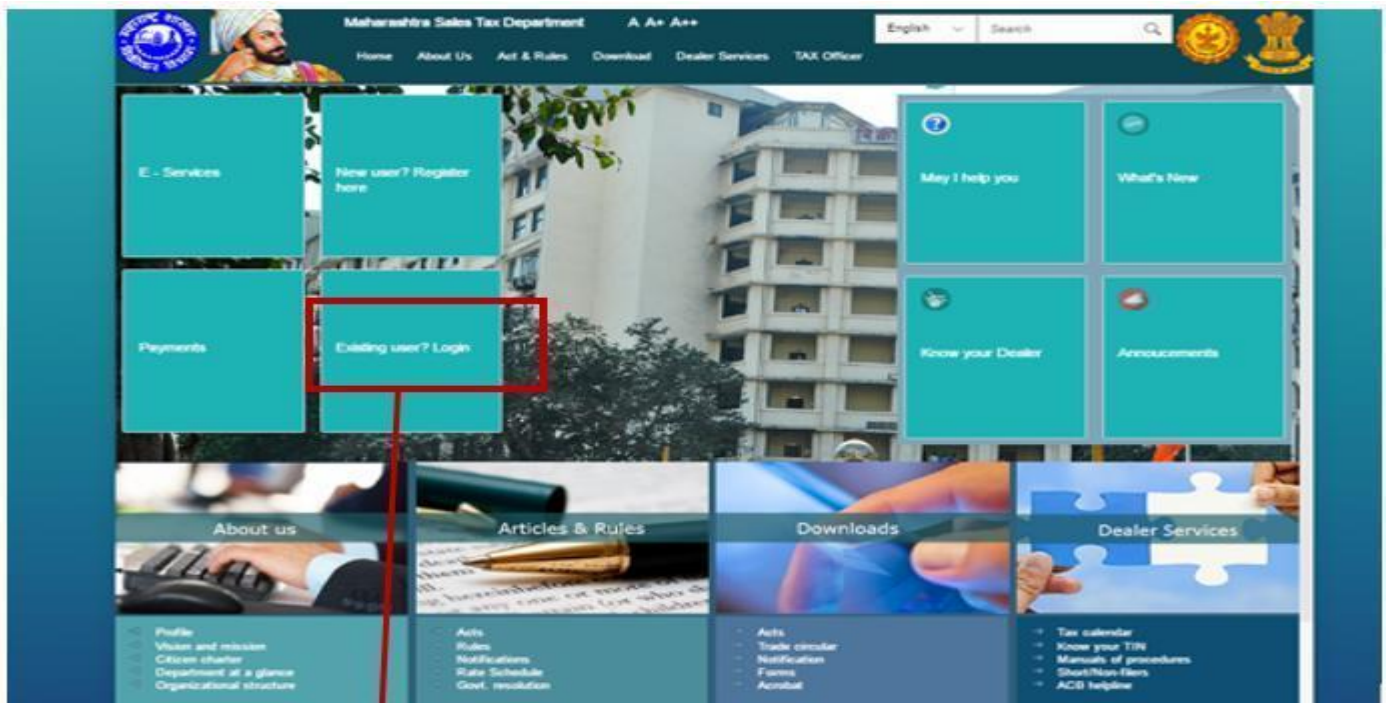 Maharashtra Sales Tax Department A A+ A++
English Search
Home About Us Act & Rules Download Dealer Services TAX Officer
E - Services
New user? Register
here
May I help you
What's New
Payments
Existing user? Login
Know your Dealer
Annoucements
About us
Articles & Rules
Downloads
Dealer Services
Profile
Vision and mission
Citizen charter
Department at a glance
Organizational structure
Acts
Rules
Notifications
Rate Schedule
Govt. resolution
Acts
Trade circular
Notification
Forms
Acrobat
Tax calendar
Know your TIN
Manuals of procedures
Short/Non-filers
ACB helpline